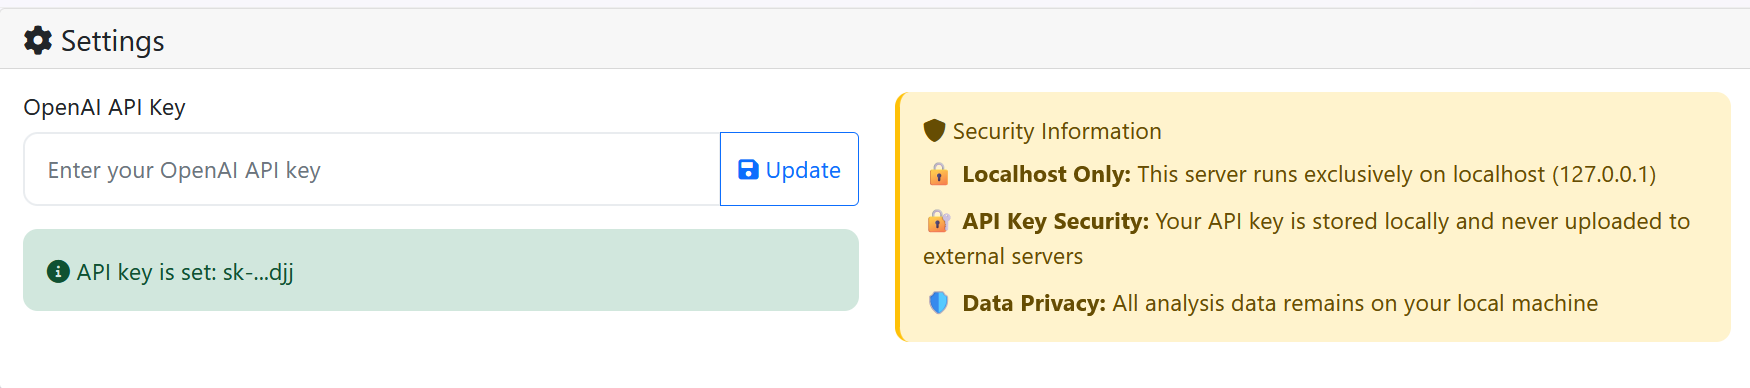 Settings
OpenAI API Key
Enter your OpenAI API key
Update
API key is set: sk-...djj
Security Information
Localhost Only: This server runs exclusively on localhost (127.0.0.1)
API Key Security: Your API key is stored locally and never uploaded to
external servers
Data Privacy: All analysis data remains on your local machine